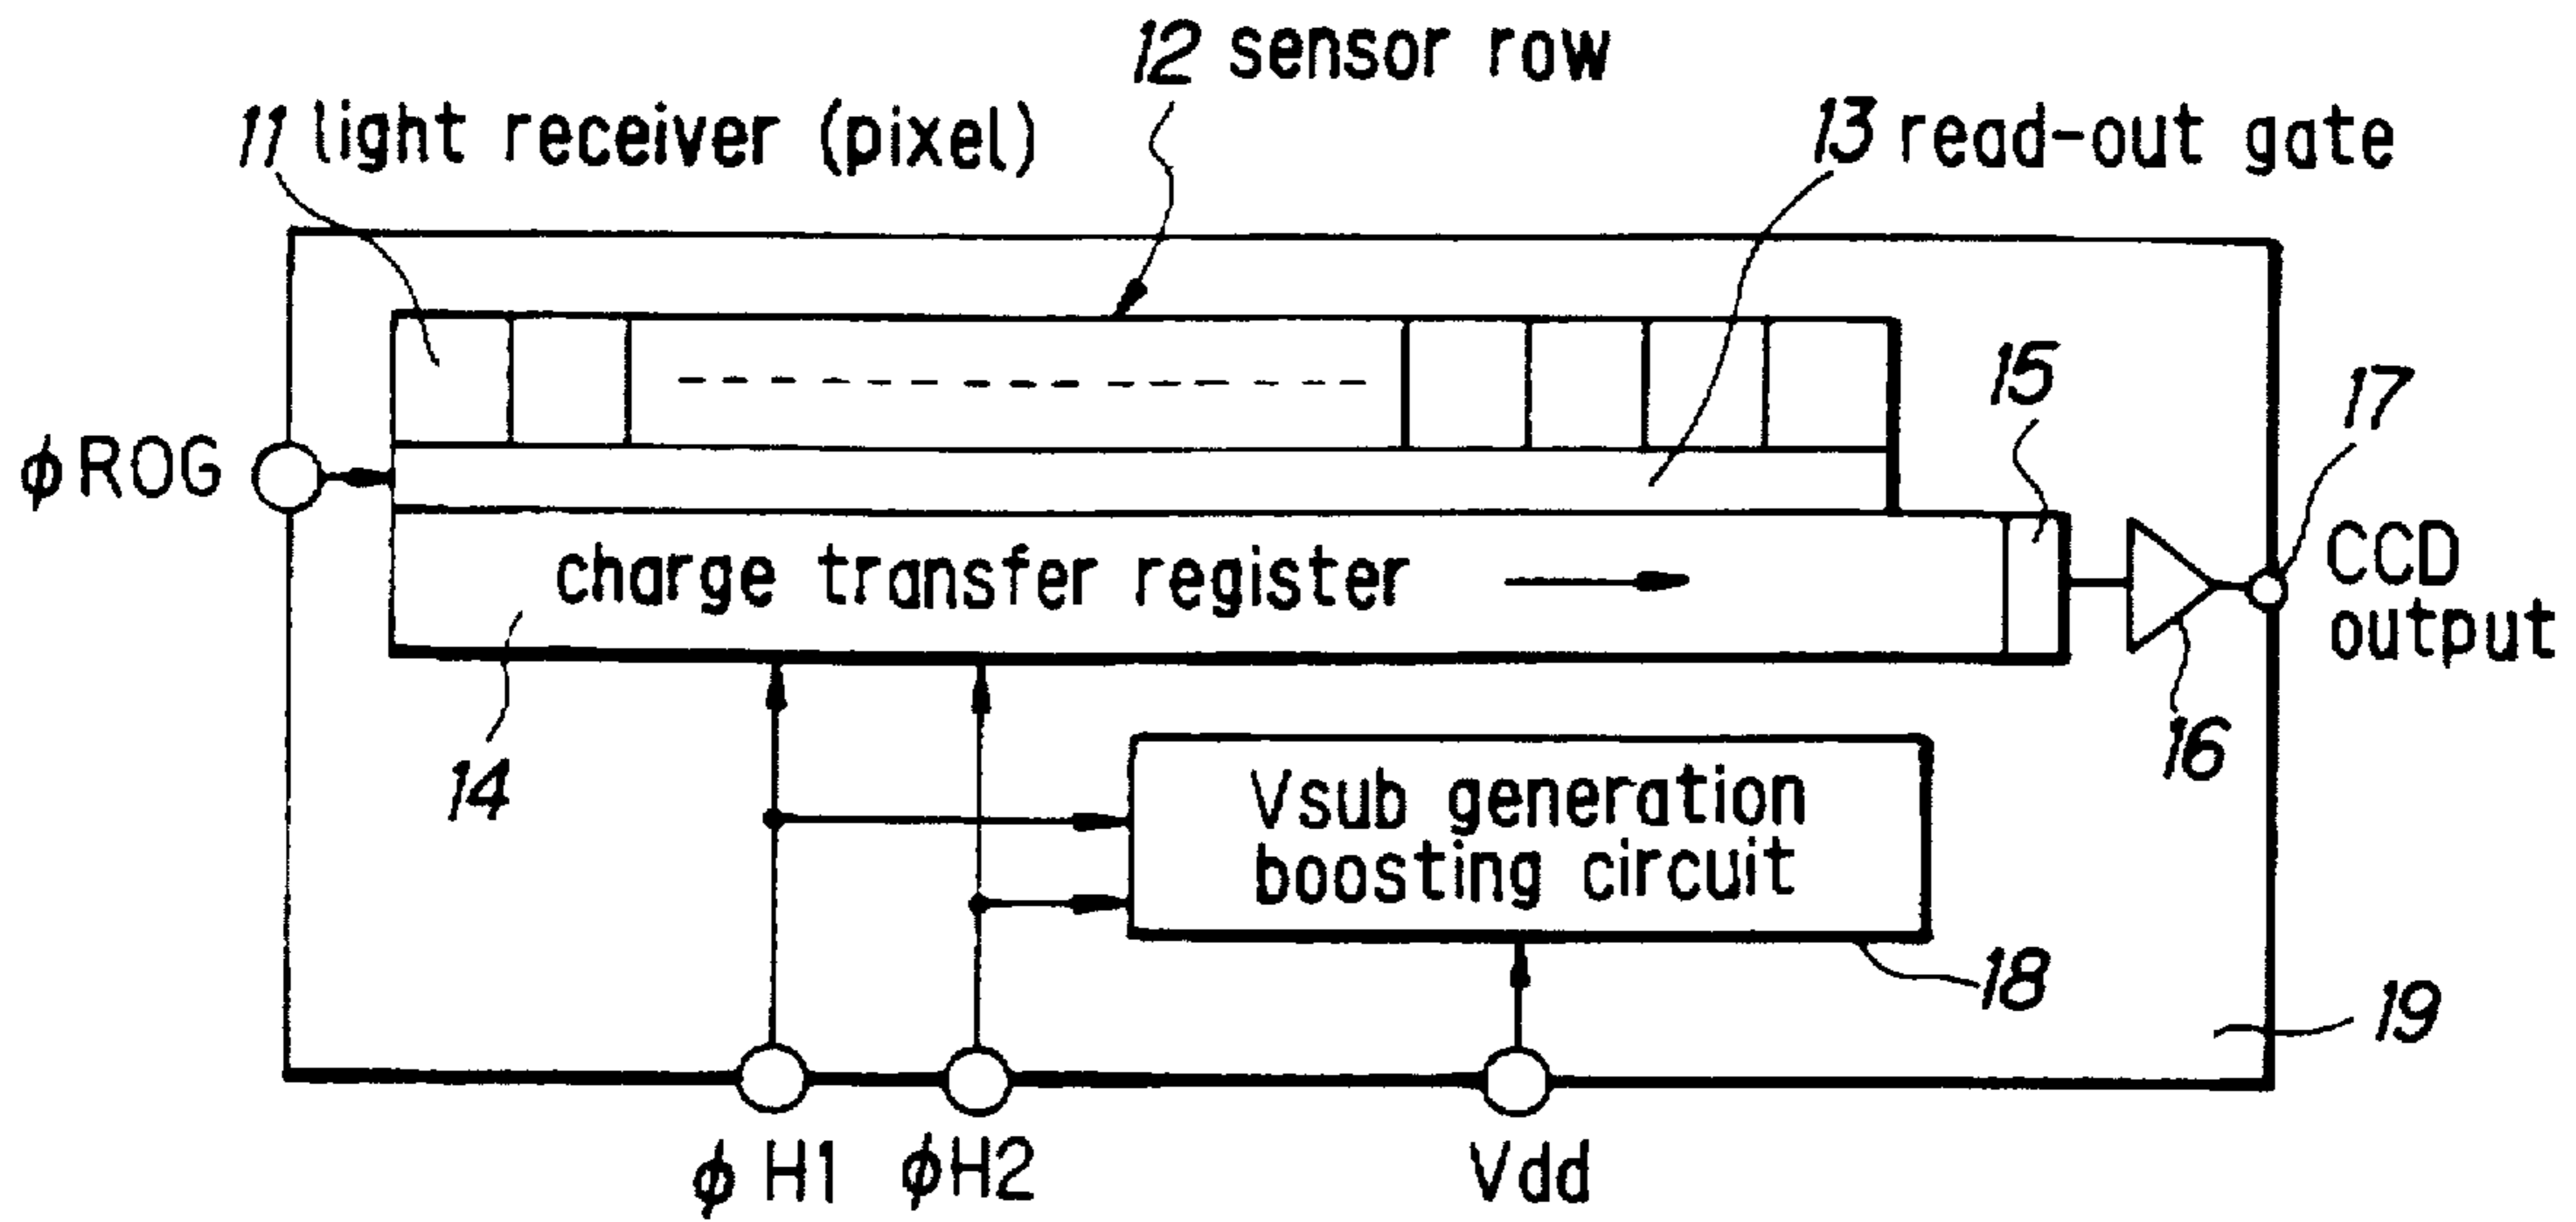 12 sensor row
11 light receiver (pixel)
13 read-out gate
15
17
φROG
CCD
output
charge transfer register
16
14
Vsub generation
boosting circuit
18
19
φH1
φH2
Vdd